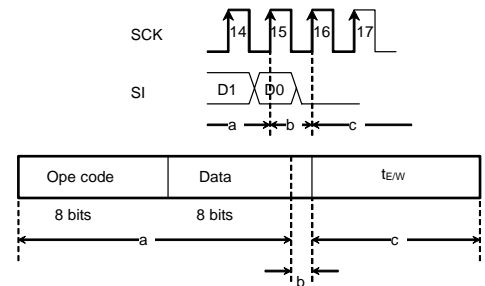 SCK 14 15 16 17
SI D1 D0
a b c
Ope code Data tE/W
8 bits 8 bits
a c
b